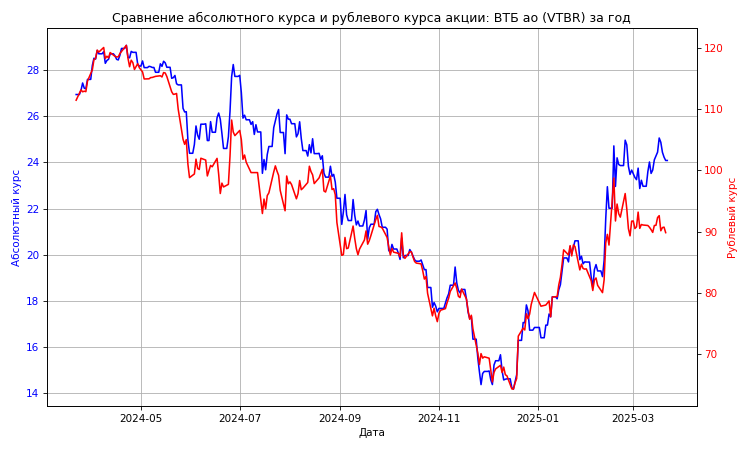 Сравнение абсолютного курса и рублевого курса акции: ВТБ ао (VTBR) за год
28
26
24
22
20
18
16
14
Абсолютный курс
120
110
100
90
80
70
Рублевый курс
2024-05 2024-07 2024-09 2024-11 2025-01 2025-03
Дата